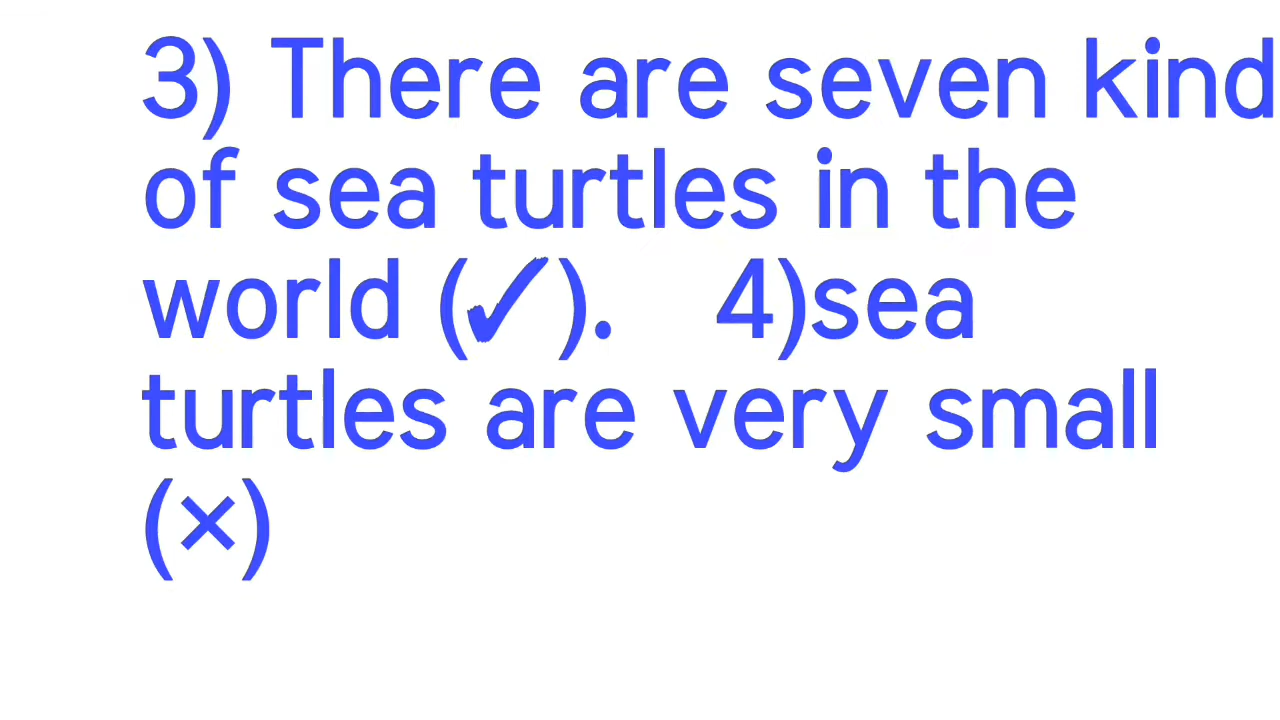 3) There are seven kind
of sea turtles in the
world (✓).   4)sea
turtles are very small
(×)